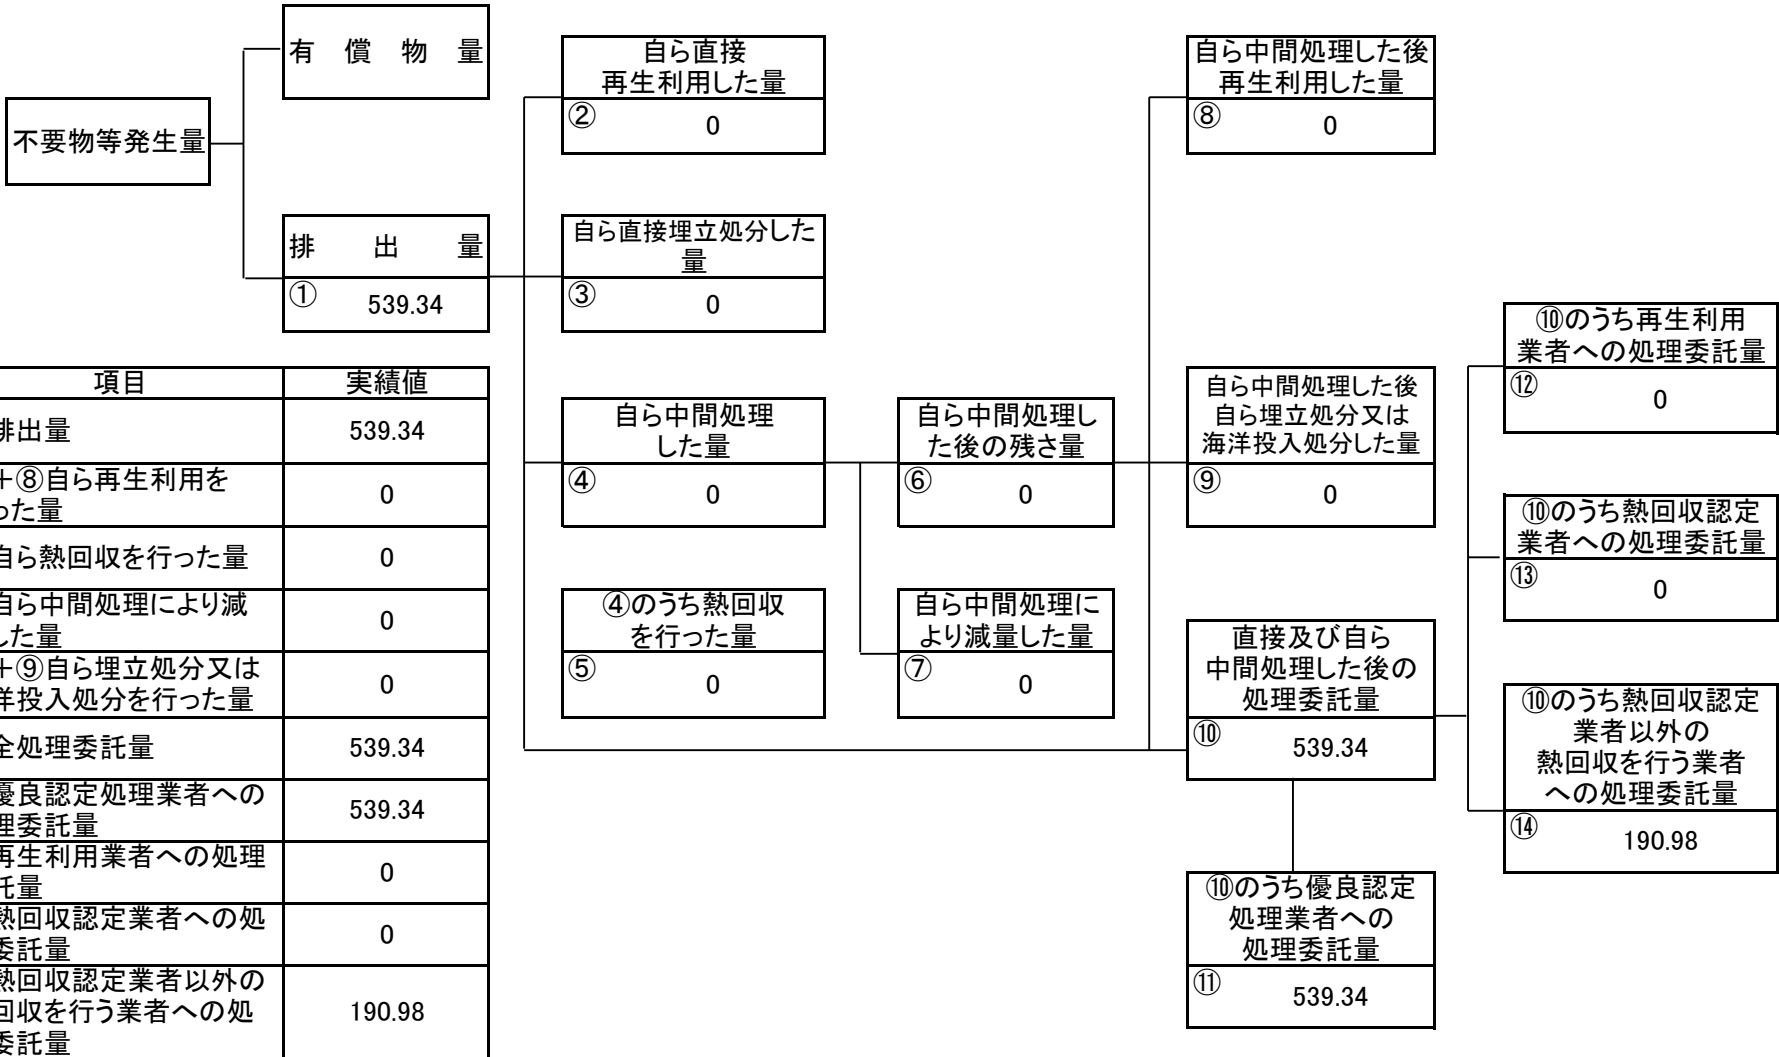 有償物量
不要物等発生量
排出量
①
539.34
自ら直接
再生利用した量
②
0
自ら直接埋立処分した
量
③
0
自ら中間処理
した量
④
0
④のうち熱回収
を行った量
⑤
0
自ら中間処理し
た後の残さ量
⑥
0
自ら中間処理に
より減量した量
⑦
0
自ら中間処理した後
再生利用した量
⑧
0
自ら中間処理した後
自ら埋立処分又は
海洋投入処分した量
⑨
0
直接及び自ら
中間処理した後の
処理委託量
⑩
539.34
⑩のうち優良認定
処理業者への
処理委託量
⑪
539.34
⑩のうち再生利用
業者への処理委託量
⑫
0
⑩のうち熱回収認定
業者への処理委託量
⑬
0
⑩のうち熱回収認定
業者以外の
熱回収を行う業者
への処理委託量
⑭
190.98
項目 実績値
排出量 539.34
+⑧自ら再生利用を
った量
0
自ら熱回収を行った量 0
自ら中間処理により減
した量
0
+⑨自ら埋立処分又は
洋投入処分を行った量
0
全処理委託量 539.34
優良認定処理業者への
理委託量
539.34
再生利用業者への処理
託量
0
熱回収認定業者への処
委託量
0
熱回収認定業者以外の
回収を行う業者への処
委託量
190.98